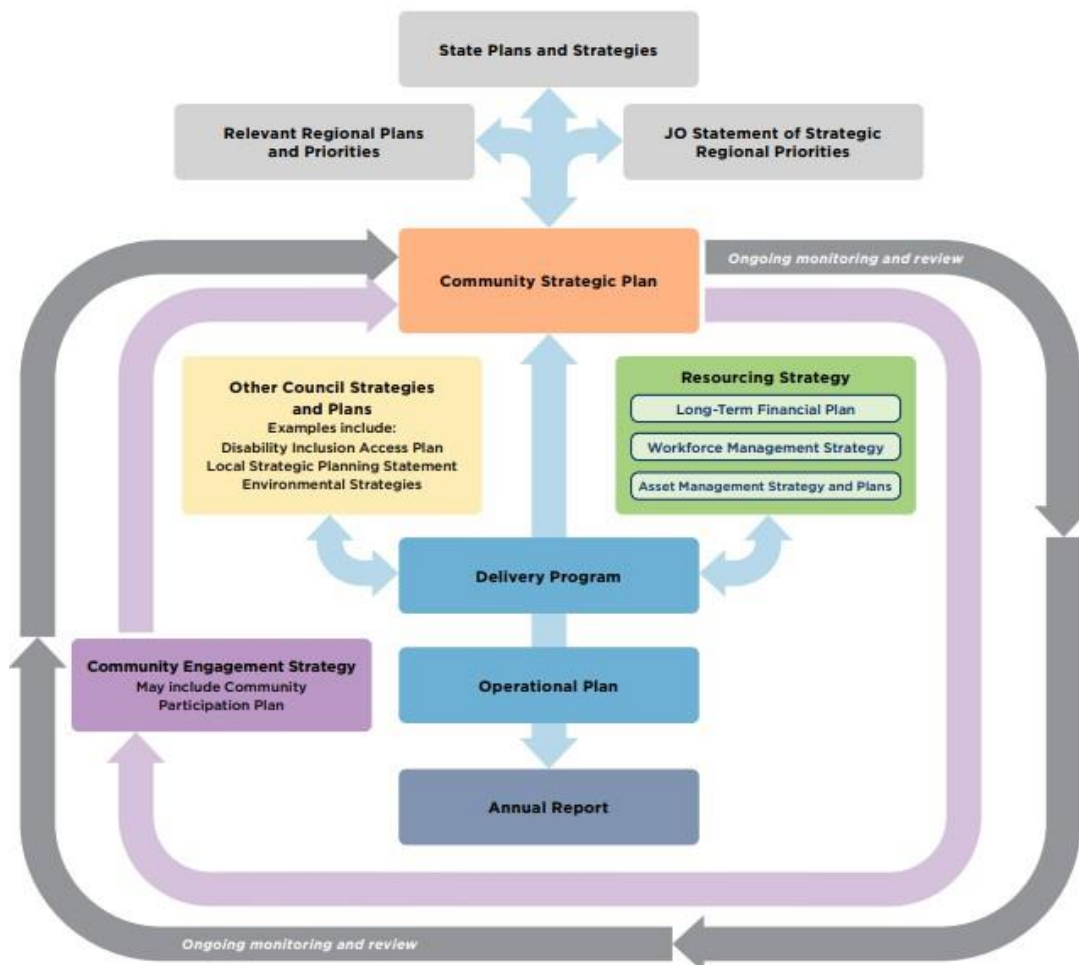 State Plans and Strategies
Relevant Regional Plans
and Priorities
JO Statement of Strategic
Regional Priorities
Community Strategic Plan
Ongoing monitoring and review
Other Council Strategies
and Plans
Examples include:
Disability Inclusion Access Plan
Local Strategic Planning Statement
Environmental Strategies
Resourcing Strategy
Long-Term Financial Plan
Workforce Management Strategy
Asset Management Strategy and Plans
Delivery Program
Community Engagement Strategy
May include Community
Participation Plan
Operational Plan
Annual Report
Ongoing monitoring and review